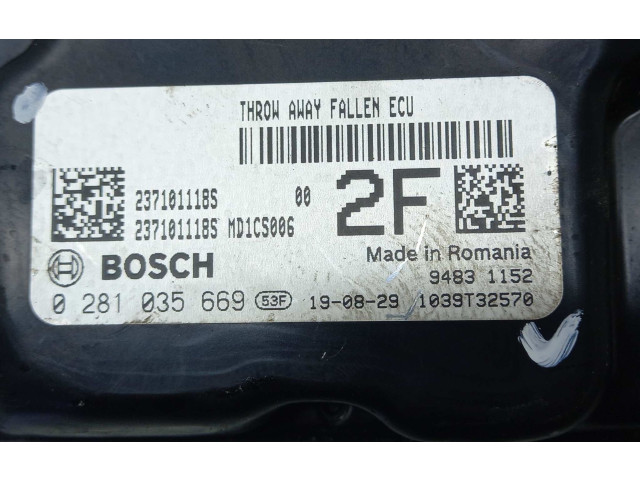 THROW AWAY FALLEN ECU
237101118S 00
237101118S MD1CS006
2F
BOSCH
Made in Romania
9483 1152
0 281 035 669 53F 19-08-29 1039T32570